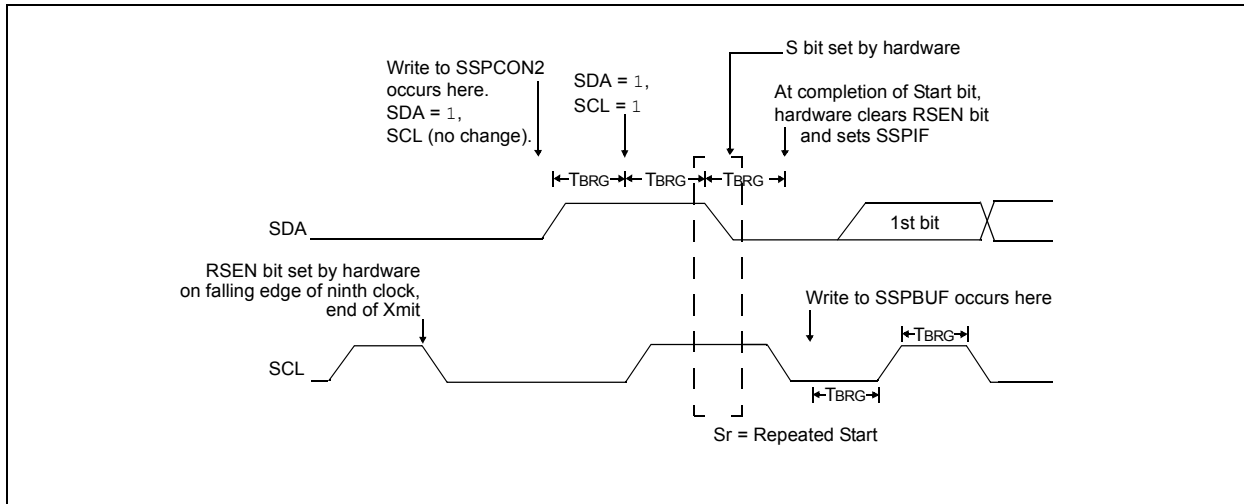 S bit set by hardware
Write to SSPCON2
occurs here.
SDA = 1,
SCL (no change).
SDA = 1,
SCL = 1
At completion of Start bit,
hardware clears RSEN bit
and sets SSPIF
TBRG
TBRG
TBRG
SDA
1st bit
RSEN bit set by hardware
on falling edge of ninth clock,
end of Xmit
Write to SSPBUF occurs here
TBRG
SCL
TBRG
Sr = Repeated Start